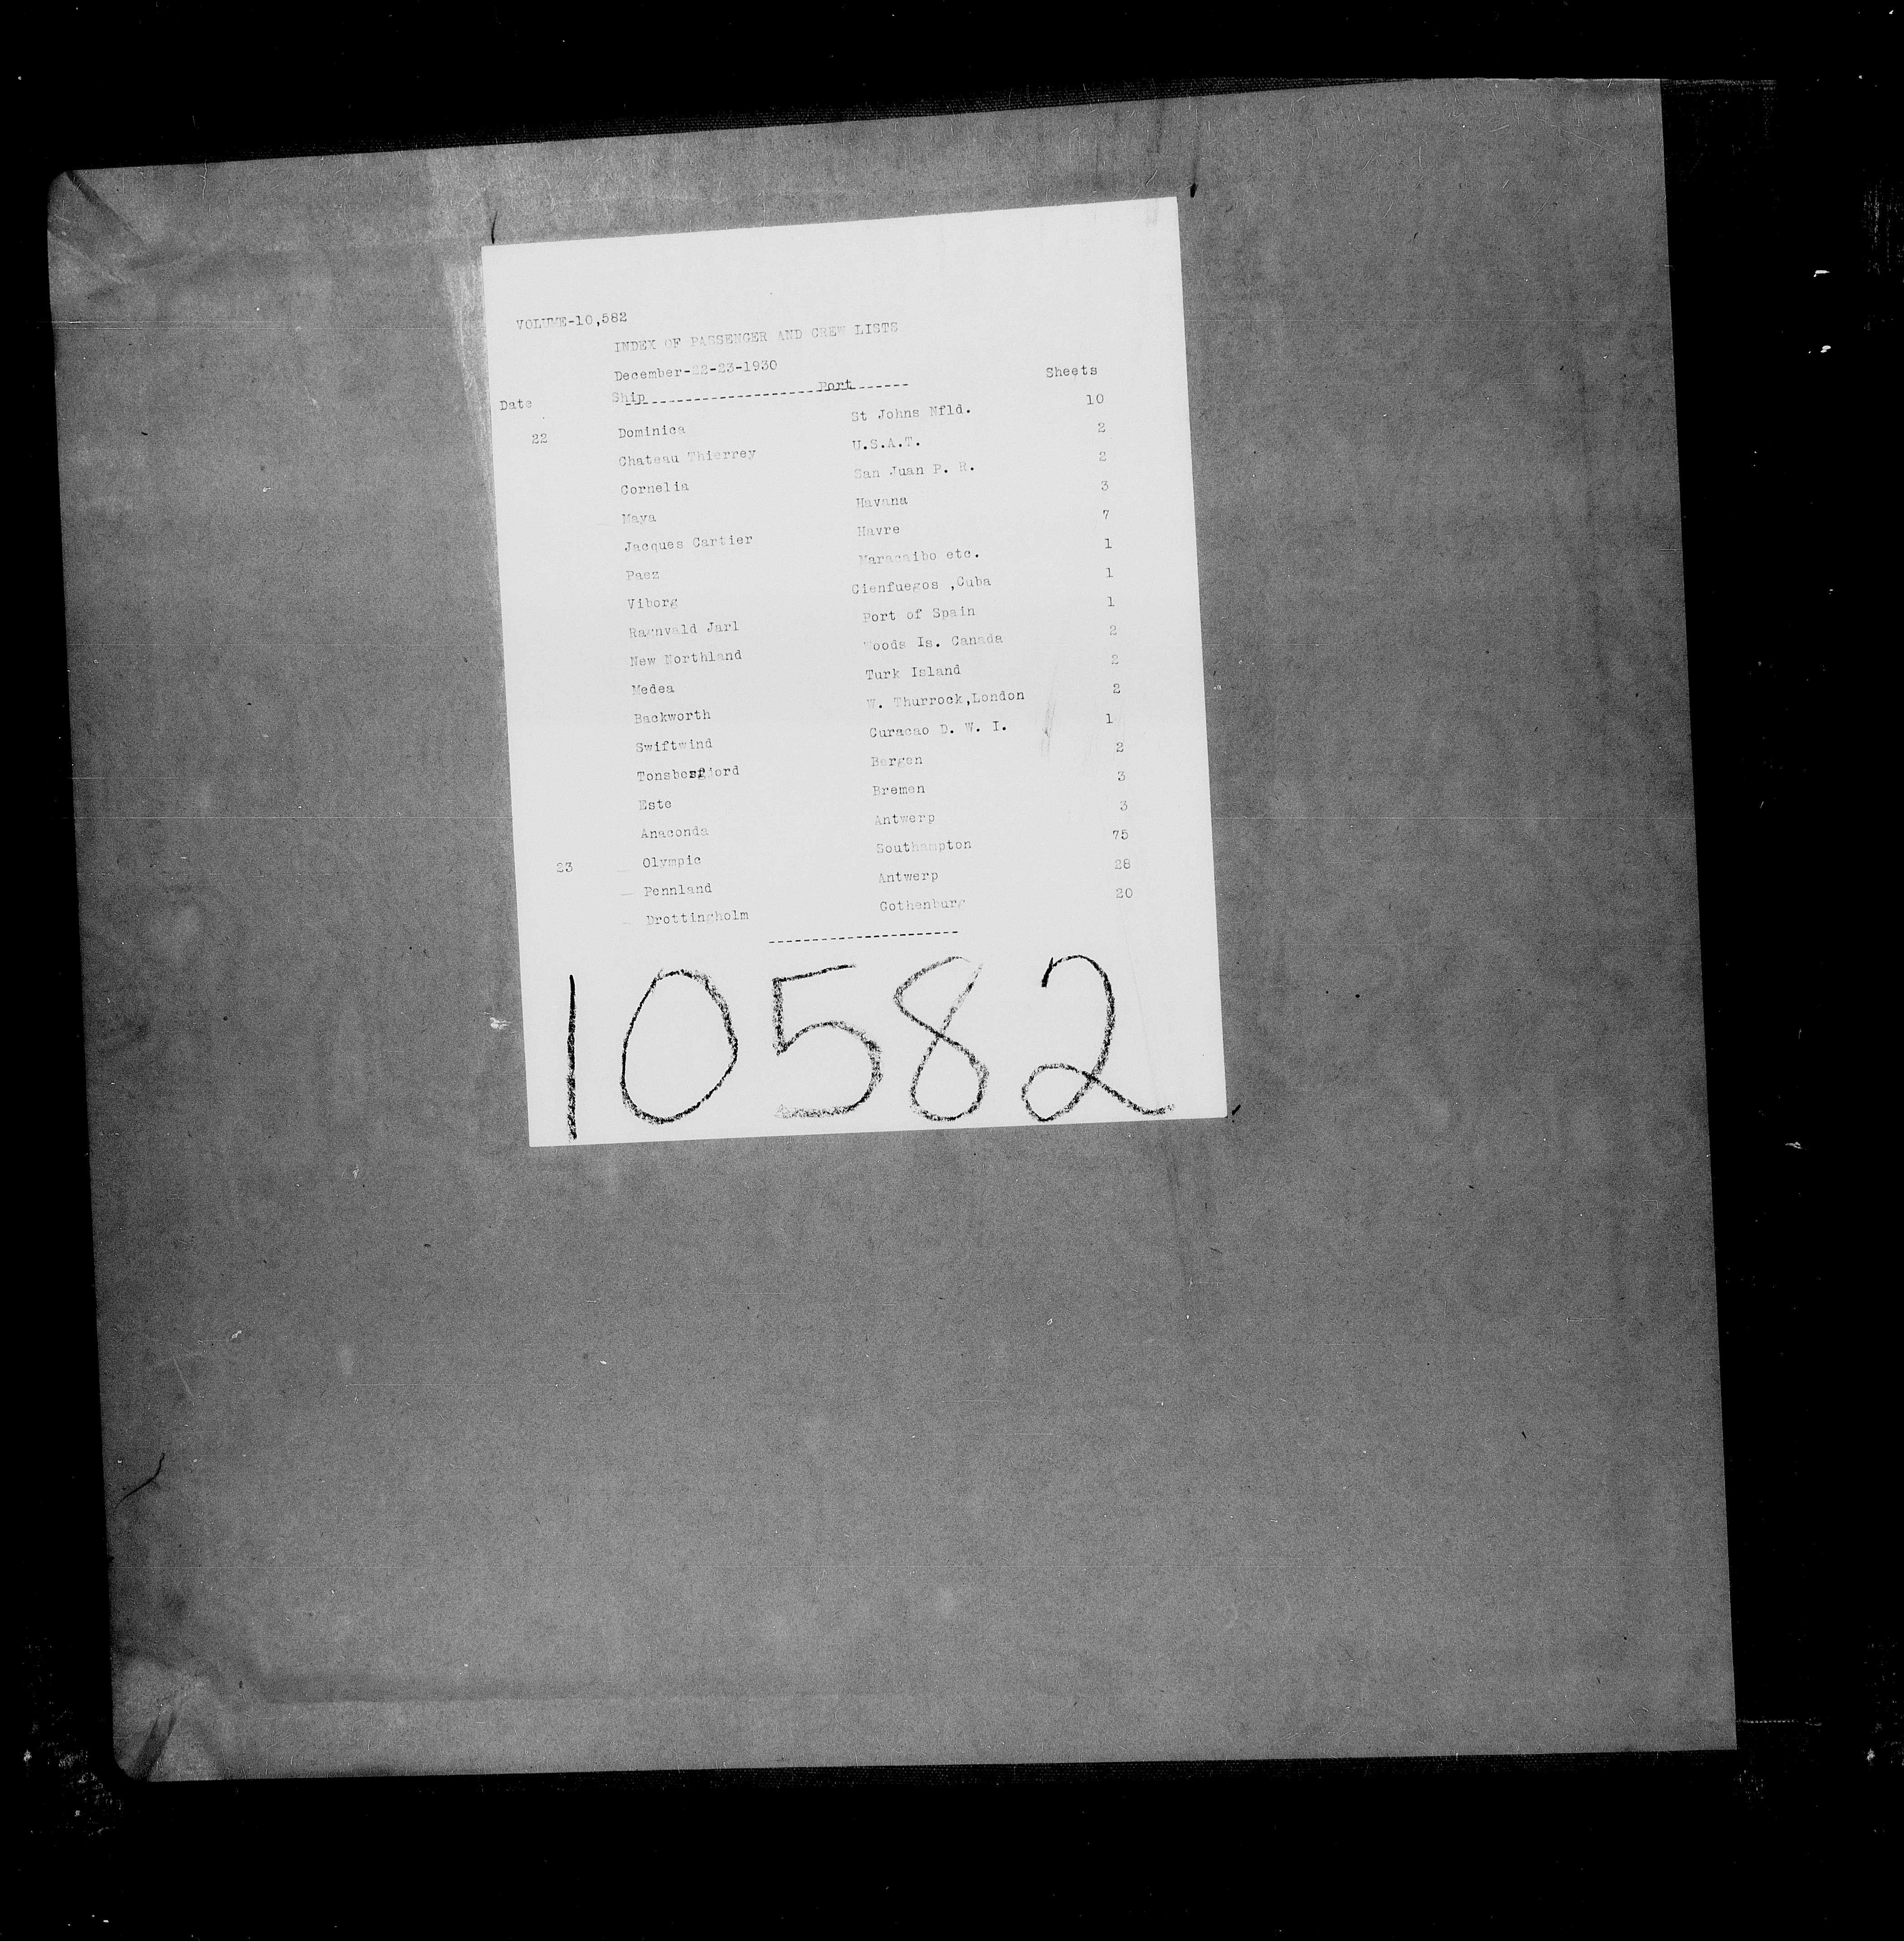 VOLUME-10,582
INDEX OF PASSENGER AND CREW LISTS
December-22-23-1930
Date Ship Port Sheets
22 Dominica St Johns Nfld. 10
Chateau Thierrey U.S.A.T. 2
Cornelia San Juan P. R. 2
Maya Havana 3
Jacques Cartier Havre 7
Paez Maracaibo etc. 1
Viborg Cienfuegos ,Cuba 1
Ragnvald Jarl Port of Spain 1
New Northland Woods Is. Canada 2
Medea Turk Island 2
Backworth W. Thurrock,London 2
Swiftwind Curacao D. W. I. 1
Tonsbergfjord Bergen 2
Este Bremen 3
Anaconda Antwerp 3
23 Olympic Southampton 75
Pennland Antwerp 28
Drottingholm Gothenburg 20
10582